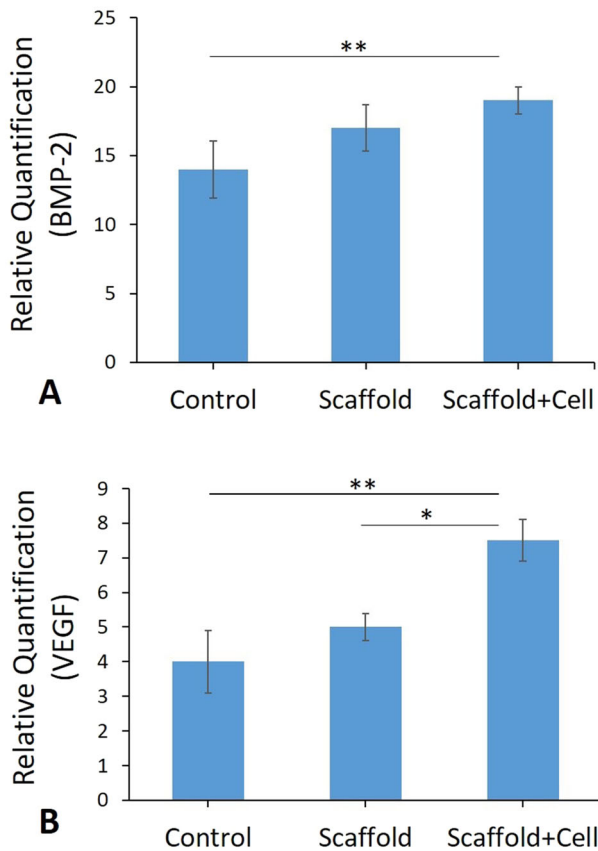 Relative Quantification
(BMP-2)
25
20
15
10
5
0
**
Control Scaffold Scaffold+Cell
A
Relative Quantification
(VEGF)
9
8
7
6
5
4
3
2
1
0
**
*
Control Scaffold Scaffold+Cell
B